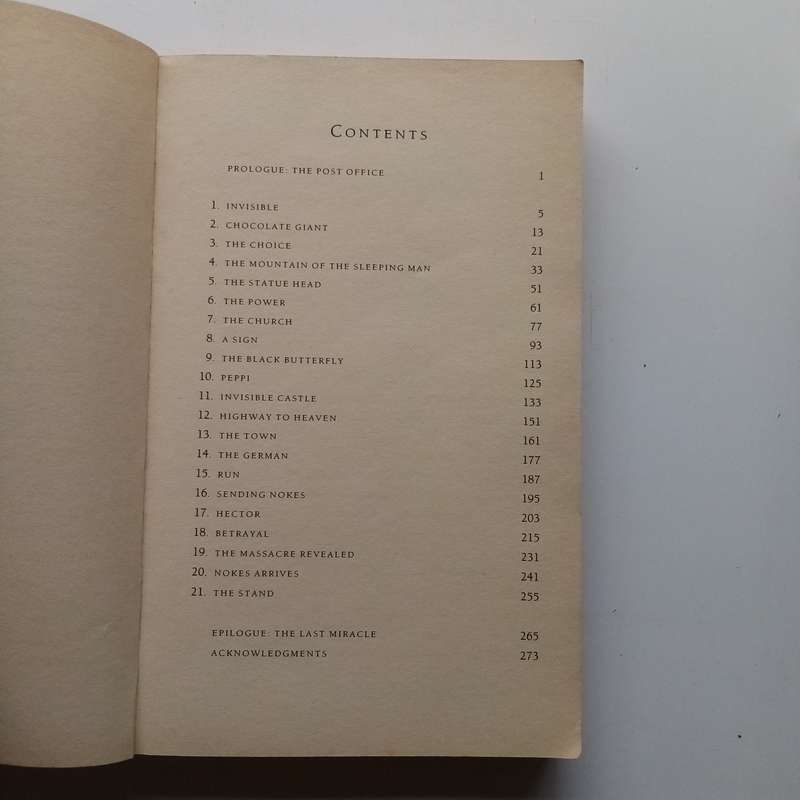 CONTENTS
PROLOGUE: THE POST OFFICE 1
1. INVISIBLE 5
2. CHOCOLATE GIANT 13
3. THE CHOICE 21
4. THE MOUNTAIN OF THE SLEEPING MAN 33
5. THE STATUE HEAD 51
6. THE POWER 61
7. THE CHURCH 77
8. A SIGN 93
9. THE BLACK BUTTERFLY 113
10. PEPPI 125
11. INVISIBLE CASTLE 133
12. HIGHWAY TO HEAVEN 151
13. THE TOWN 161
14. THE GERMAN 177
15. RUN 187
16. SENDING NOKES 195
17. HECTOR 203
18. BETRAYAL 215
19. THE MASSACRE REVEALED 231
20. NOKES ARRIVES 241
21. THE STAND 255
EPILOGUE: THE LAST MIRACLE 265
ACKNOWLEDGMENTS 273